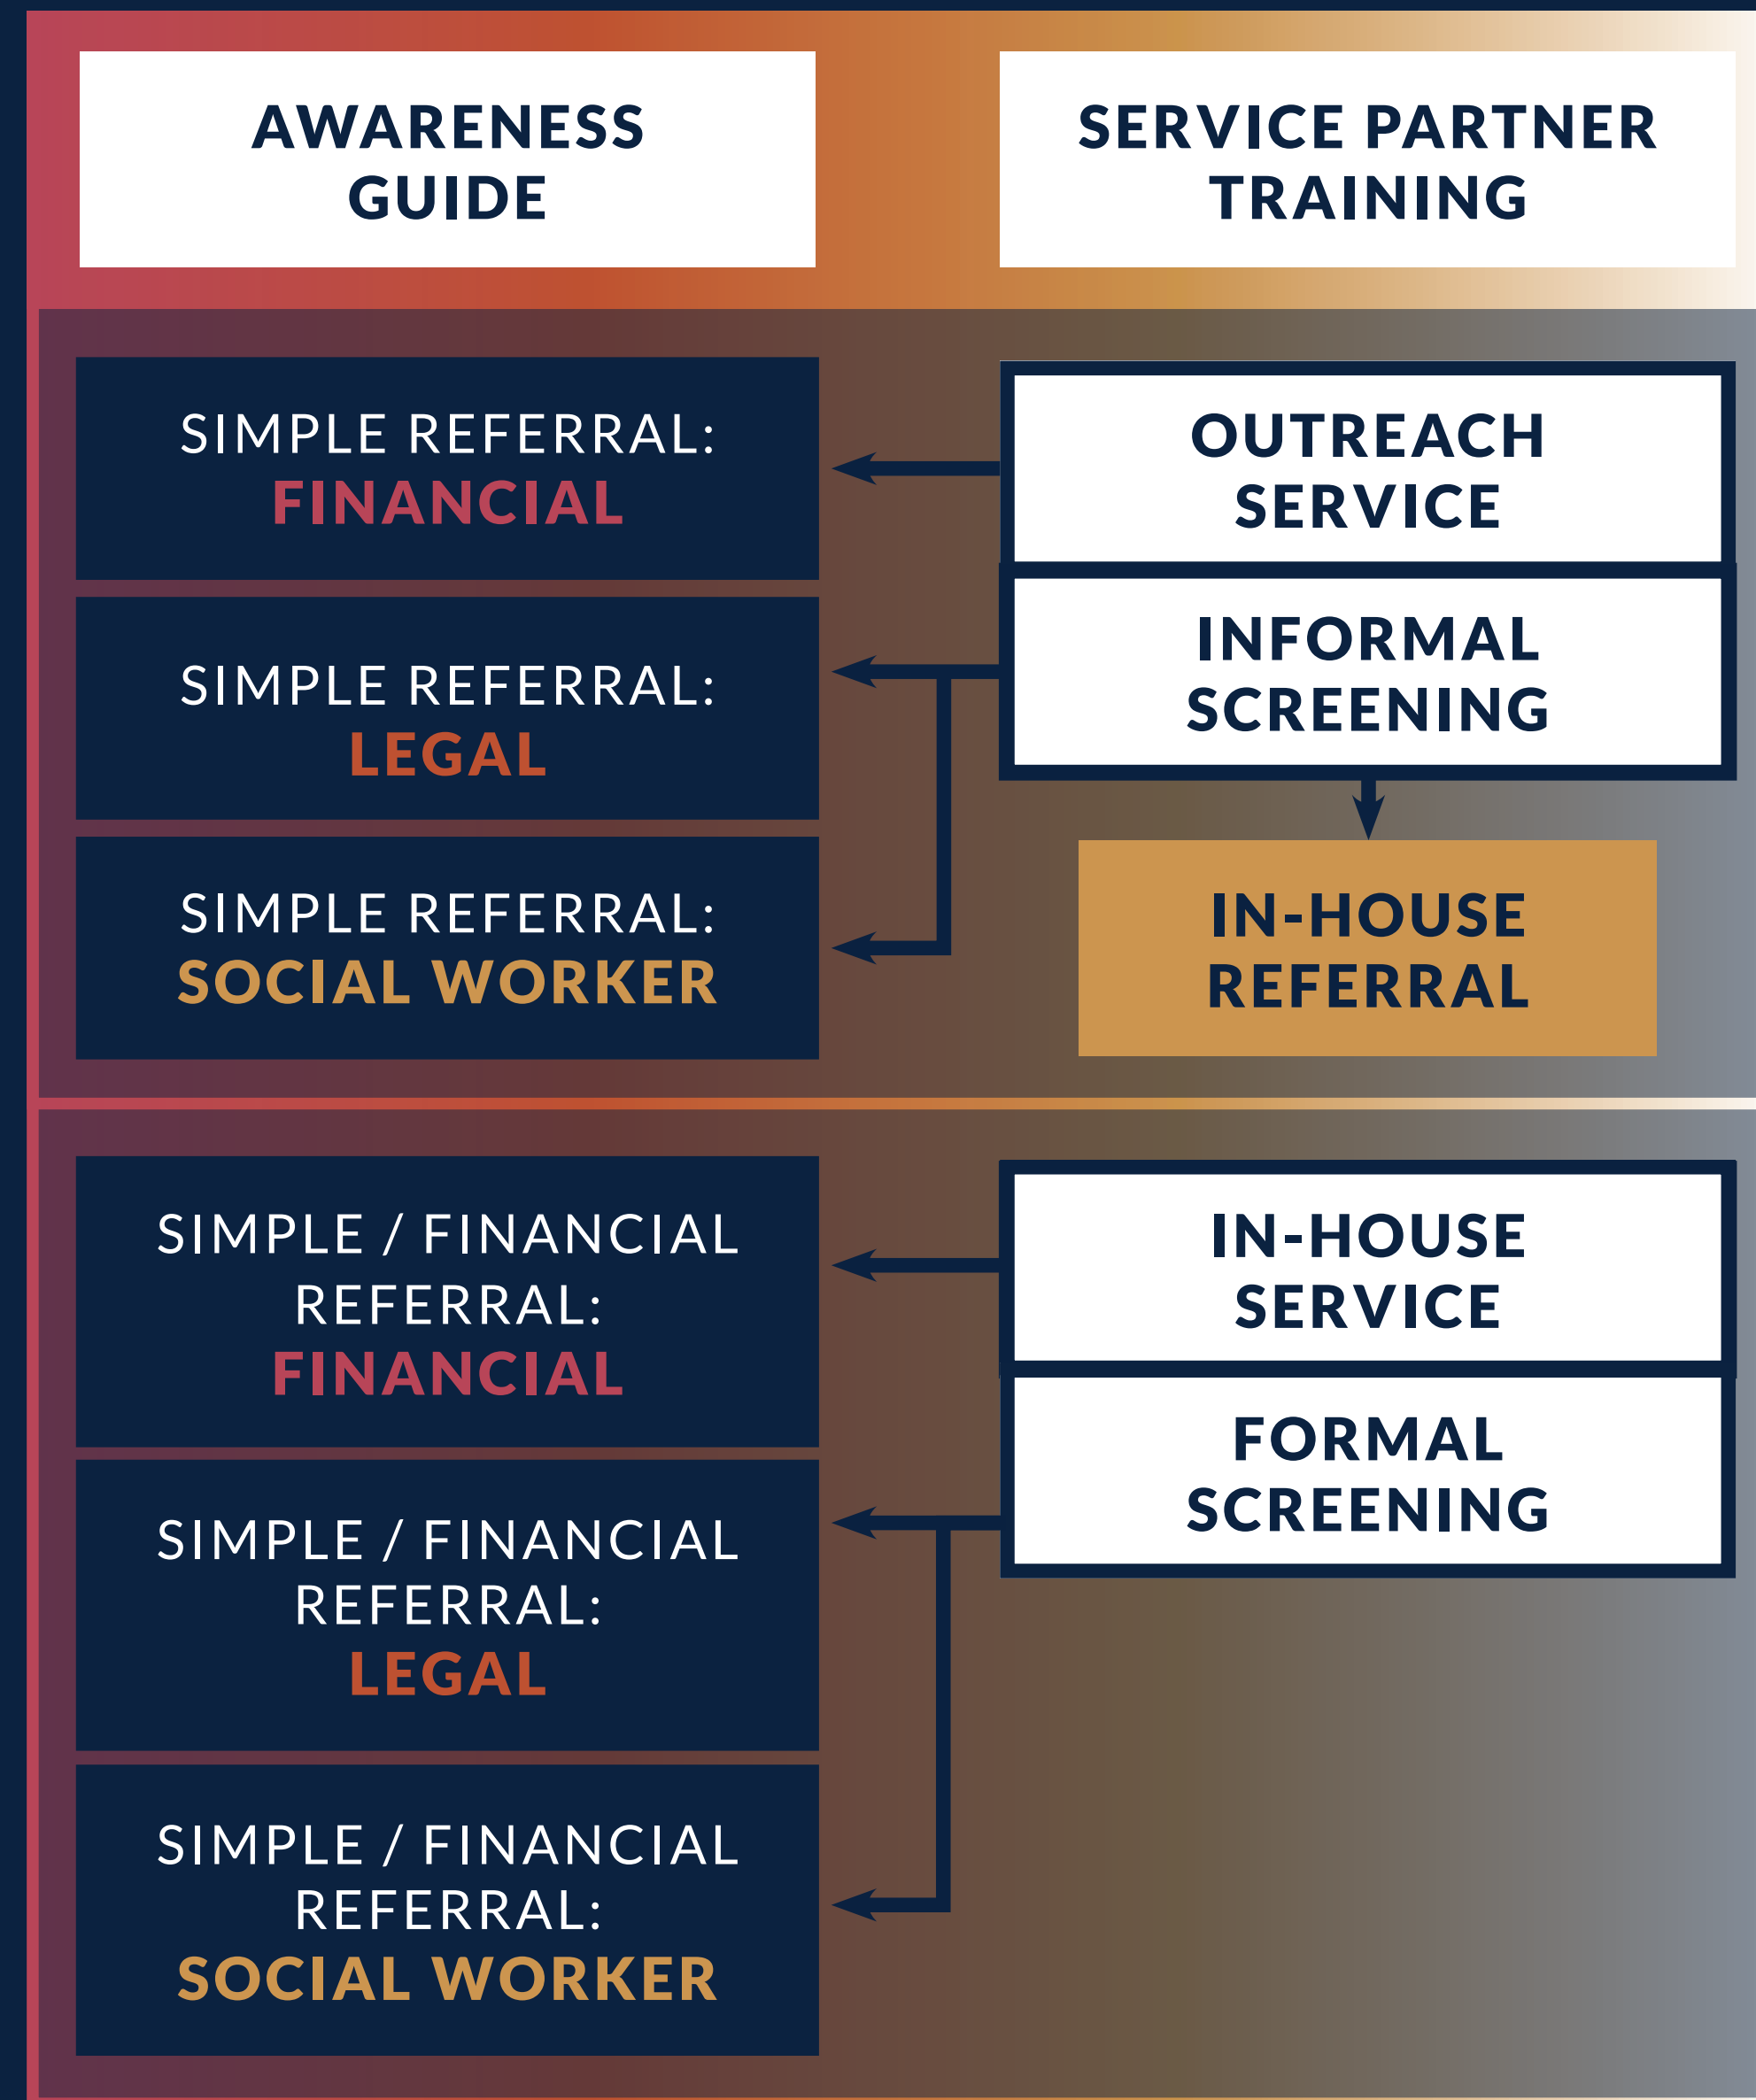 AWARENESS
GUIDE
SERVICE PARTNER
TRAINING
SIMPLE REFERRAL:
FINANCIAL
OUTREACH
SERVICE
SIMPLE REFERRAL:
LEGAL
INFORMAL
SCREENING
SIMPLE REFERRAL:
SOCIAL WORKER
IN-HOUSE
REFERRAL
SIMPLE / FINANCIAL
REFERRAL:
FINANCIAL
IN-HOUSE
SERVICE
SIMPLE / FINANCIAL
REFERRAL:
LEGAL
FORMAL
SCREENING
SIMPLE / FINANCIAL
REFERRAL:
SOCIAL WORKER